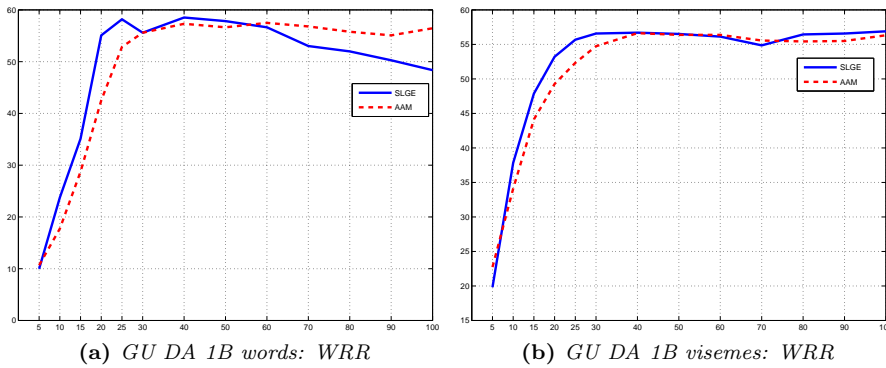 60
50
40
30
20
10
0
5 10 15 20 25 30 40 50 60 70 80 90 100
SLGE
AAM
(a) GU DA 1B words: WRR
60
55
50
45
40
35
30
25
20
15
5 10 15 20 25 30 40 50 60 70 80 90 10
SLGE
AAM
(b) GU DA 1B visemes: WRR